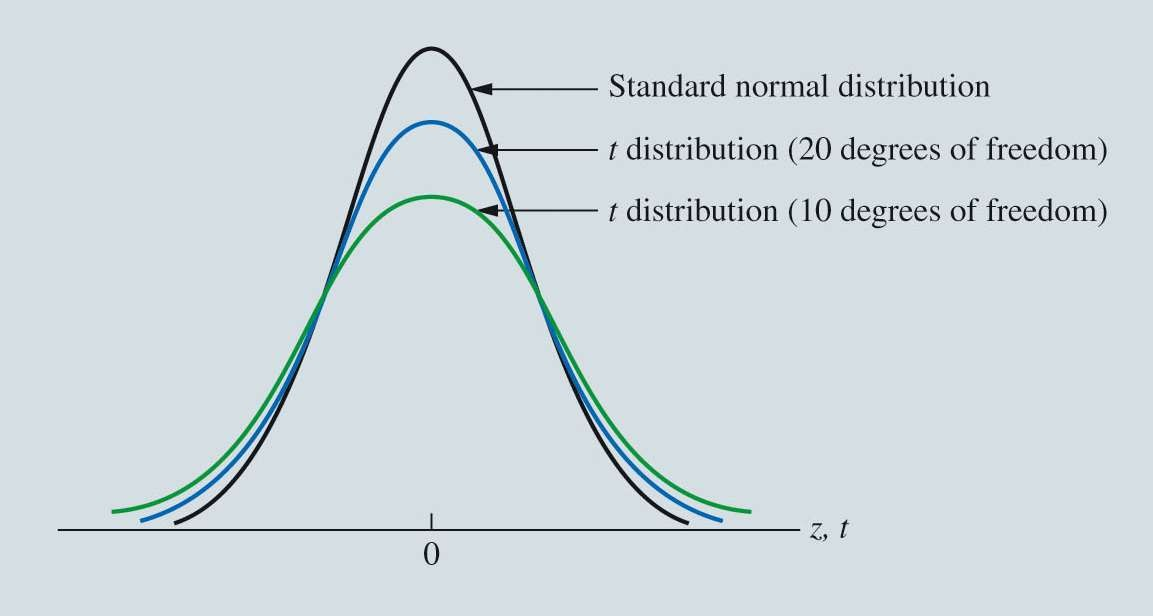 Standard normal distribution
t distribution (20 degrees of freedom)
t distribution (10 degrees of freedom)
z, t
0